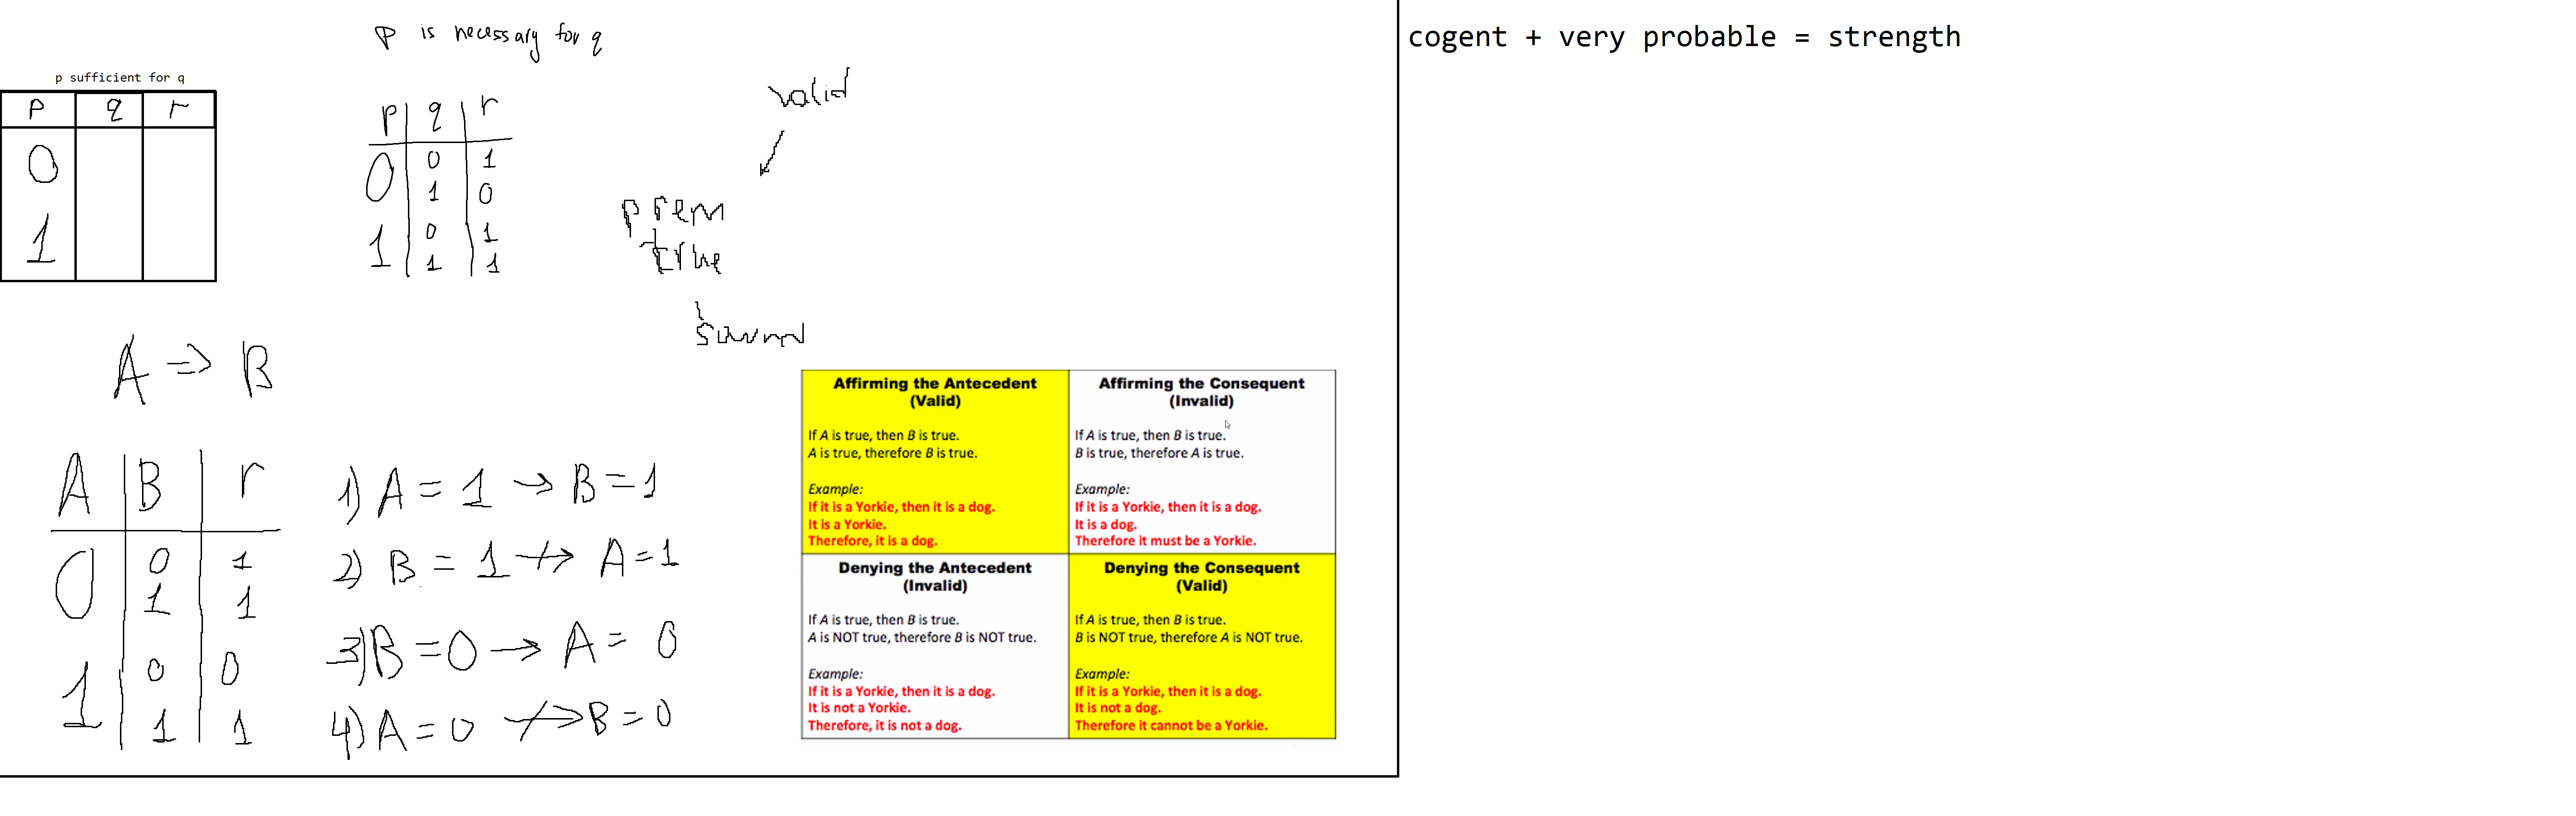 P is necessary for q
cogent + very probable = strength
p sufficient for q
P q r
0
1
p q r
0 0 1
1 0
1 0 1
1 1
valid
prem
true
sound
A => B
A B r
0 0 1
1 1
1 0 0
1 1
1) A = 1 → B = 1
2) B = 1 ↛ A = 1
3) B = 0 → A = 0
4) A = 0 ↛ B = 0
Affirming the Antecedent
(Valid)
If A is true, then B is true.
A is true, therefore B is true.
Example:
If it is a Yorkie, then it is a dog.
It is a Yorkie.
Therefore, it is a dog.
Affirming the Consequent
(Invalid)
If A is true, then B is true.
B is true, therefore A is true.
Example:
If it is a Yorkie, then it is a dog.
It is a dog.
Therefore it must be a Yorkie.
Denying the Antecedent
(Invalid)
If A is true, then B is true.
A is NOT true, therefore B is NOT true.
Example:
If it is a Yorkie, then it is a dog.
It is not a Yorkie.
Therefore, it is not a dog.
Denying the Consequent
(Valid)
If A is true, then B is true.
B is NOT true, therefore A is NOT true.
Example:
If it is a Yorkie, then it is a dog.
It is not a dog.
Therefore it cannot be a Yorkie.